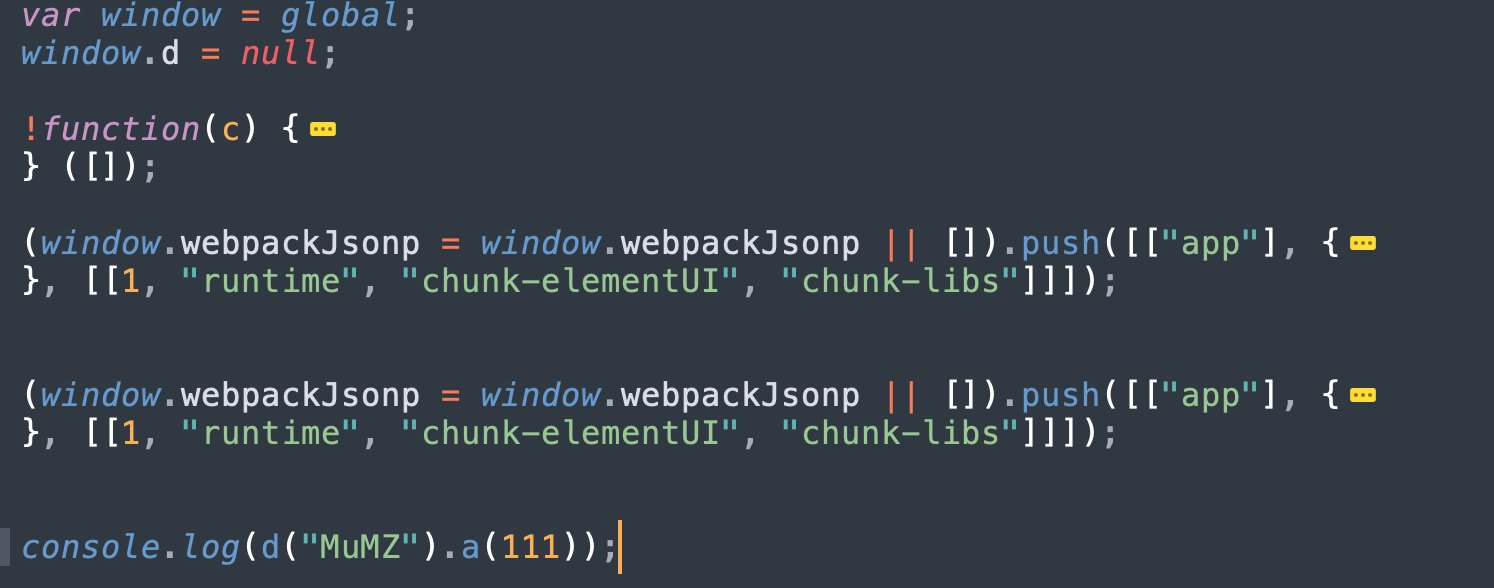 var window = global;
window.d = null;
!function(c) {
} ([]);
(window.webpackJsonp = window.webpackJsonp || []).push([["app"], {
}, [[1, "runtime", "chunk-elementUI", "chunk-libs"]]]);
(window.webpackJsonp = window.webpackJsonp || []).push([["app"], {
}, [[1, "runtime", "chunk-elementUI", "chunk-libs"]]]);
console.log(d("MuMZ").a(111));